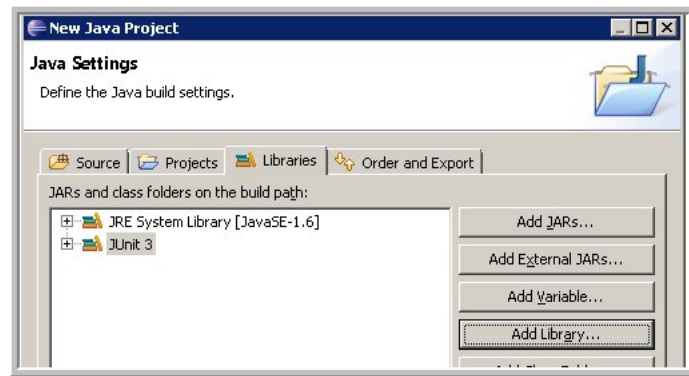 New Java Project
Java Settings
Define the Java build settings.
Source Projects Libraries Order and Export
JARs and class folders on the build path:
JRE System Library [JavaSE-1.6]
JUnit 3
Add JARs...
Add External JARs...
Add Variable...
Add Library...